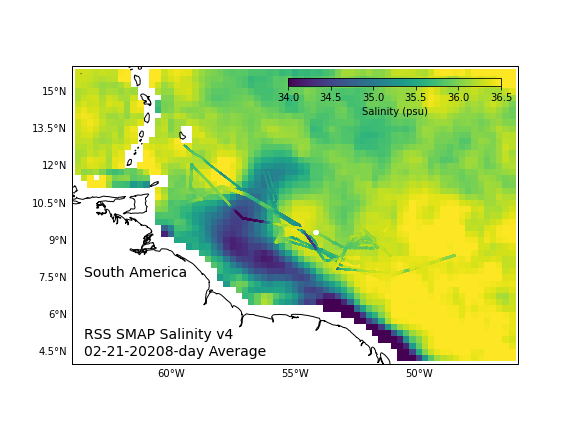 15°N
13.5°N
12°N
10.5°N
9°N
7.5°N
6°N
4.5°N
34.0 34.5 35.0 35.5 36.0 36.5
Salinity (psu)
South America
RSS SMAP Salinity v4
02-21-20208-day Average
60°W 55°W 50°W